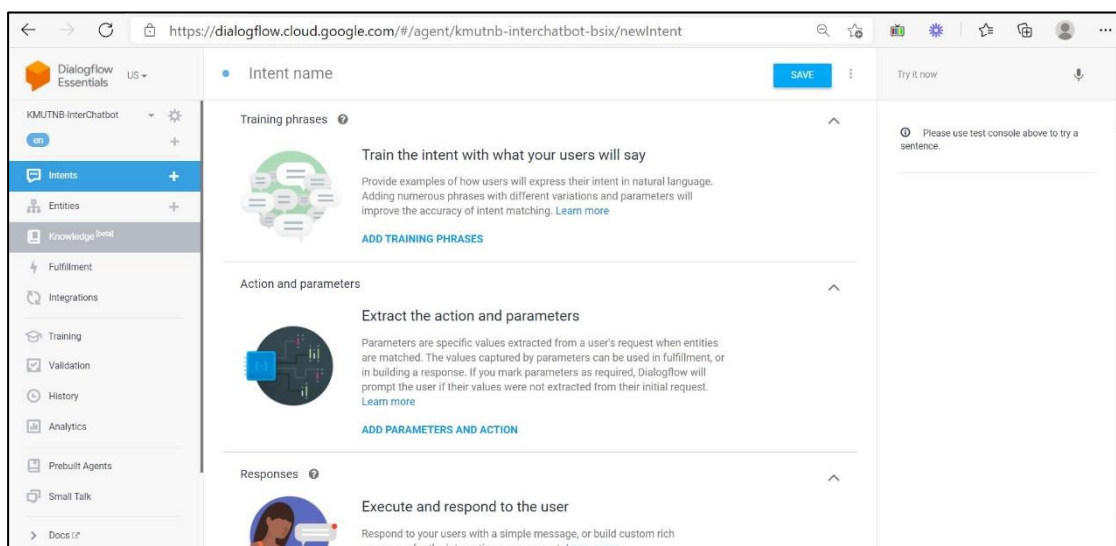 https://dialogflow.cloud.google.com/#/agent/kmutnb-interchatbot-bsix/newIntent
Dialogflow
Essentials
US
KMUTNB-InterChatbot
en
Intents
Entities
Knowledge [beta]
Fulfillment
Integrations
Training
Validation
History
Analytics
Prebuilt Agents
Small Talk
Docs
Intent name
SAVE
Training phrases
Train the intent with what your users will say
Provide examples of how users will express their intent in natural language.
Adding numerous phrases with different variations and parameters will
improve the accuracy of intent matching. Learn more
ADD TRAINING PHRASES
Action and parameters
Extract the action and parameters
Parameters are specific values extracted from a user's request when entities
are matched. The values captured by parameters can be used in fulfillment, or
in building a response. If you mark parameters as required, Dialogflow will
prompt the user if their values were not extracted from their initial request.
Learn more
ADD PARAMETERS AND ACTION
Responses
Execute and respond to the user
Respond to your users with a simple message, or build custom rich
Try it now
Please use test console above to try a
sentence.